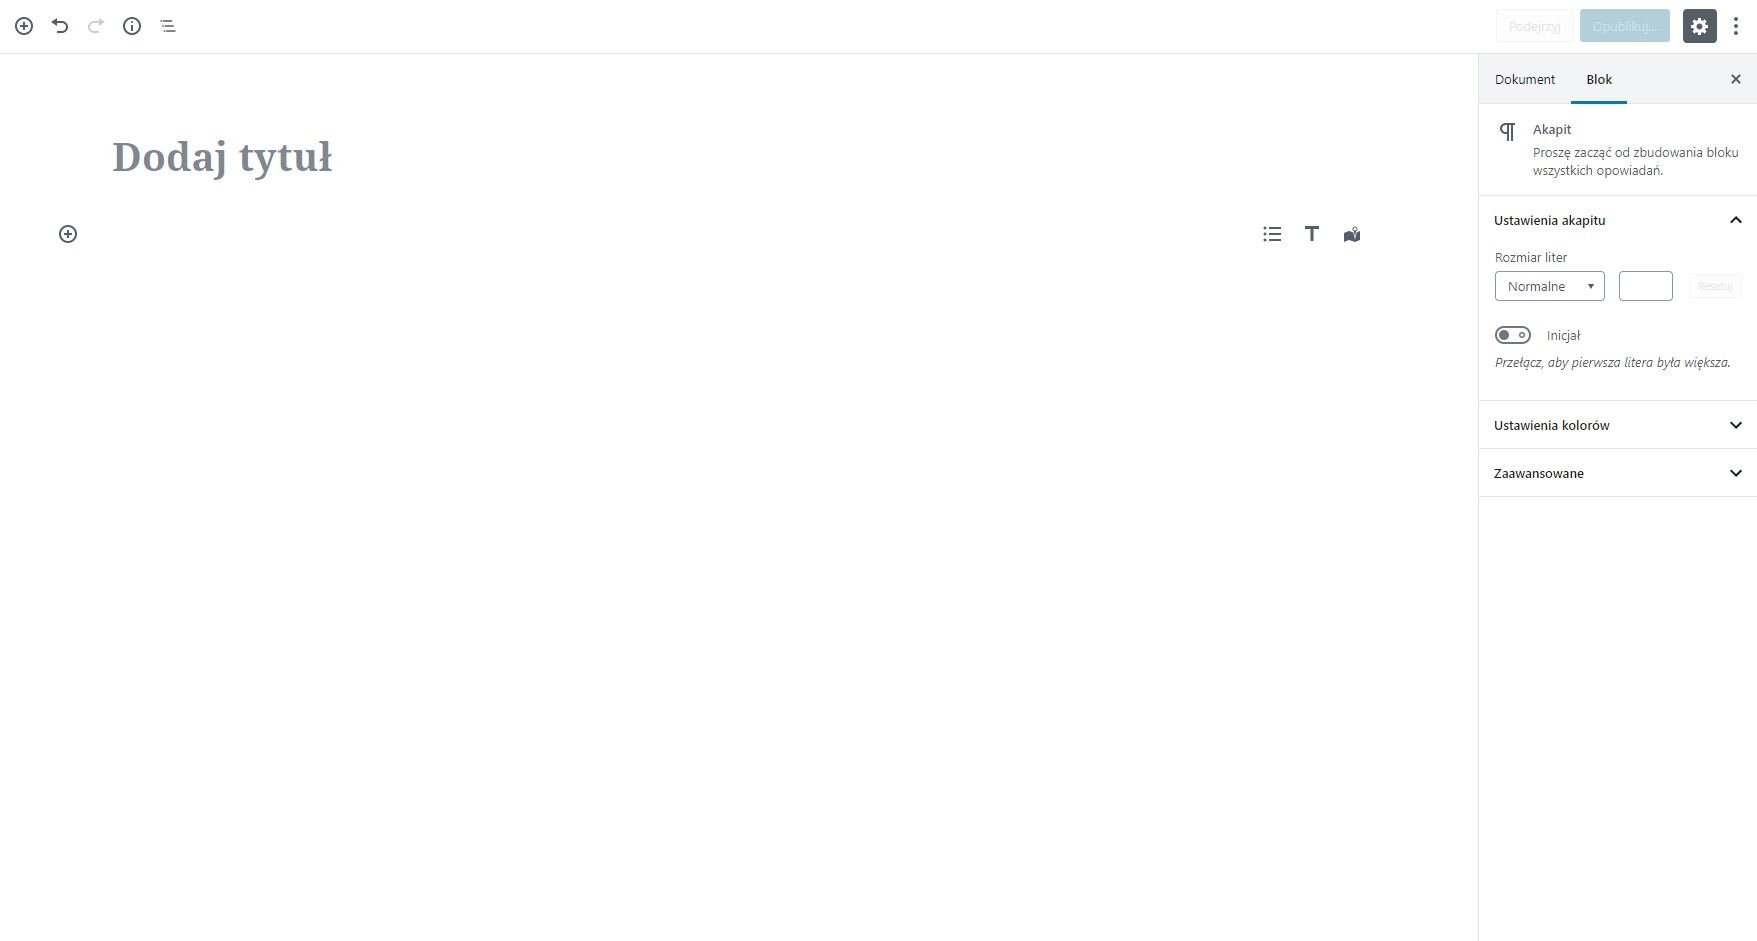 Podejrzyj
Opublikuj...
Dokument
Blok
Dodaj tytuł
Akapit
Proszę zacząć od zbudowania bloku
wszystkich opowiadań.
Ustawienia akapitu
Rozmiar liter
Normalne
Resetuj
Inicjał
Przełącz, aby pierwsza litera była większa.
Ustawienia kolorów
Zaawansowane